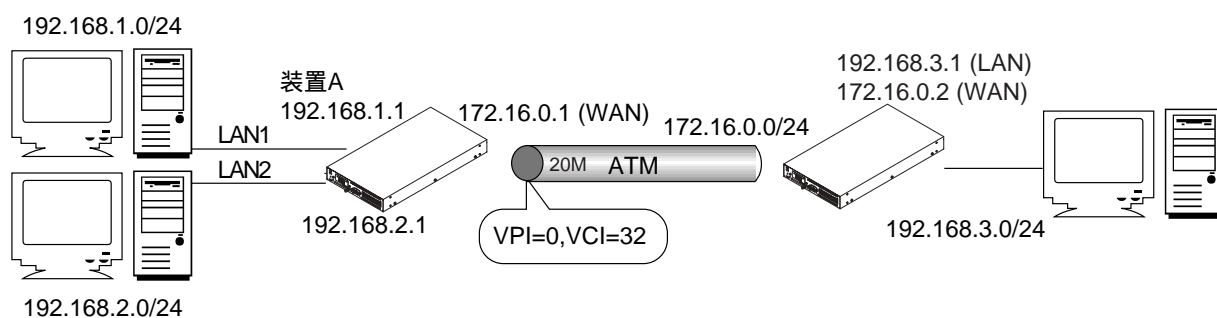 192.168.1.0/24
装置A
192.168.1.1
LAN1
LAN2
192.168.2.1
192.168.2.0/24
172.16.0.1 (WAN)
172.16.0.0/24
20M
ATM
VPI=0,VCI=32
192.168.3.1 (LAN)
172.16.0.2 (WAN)
192.168.3.0/24